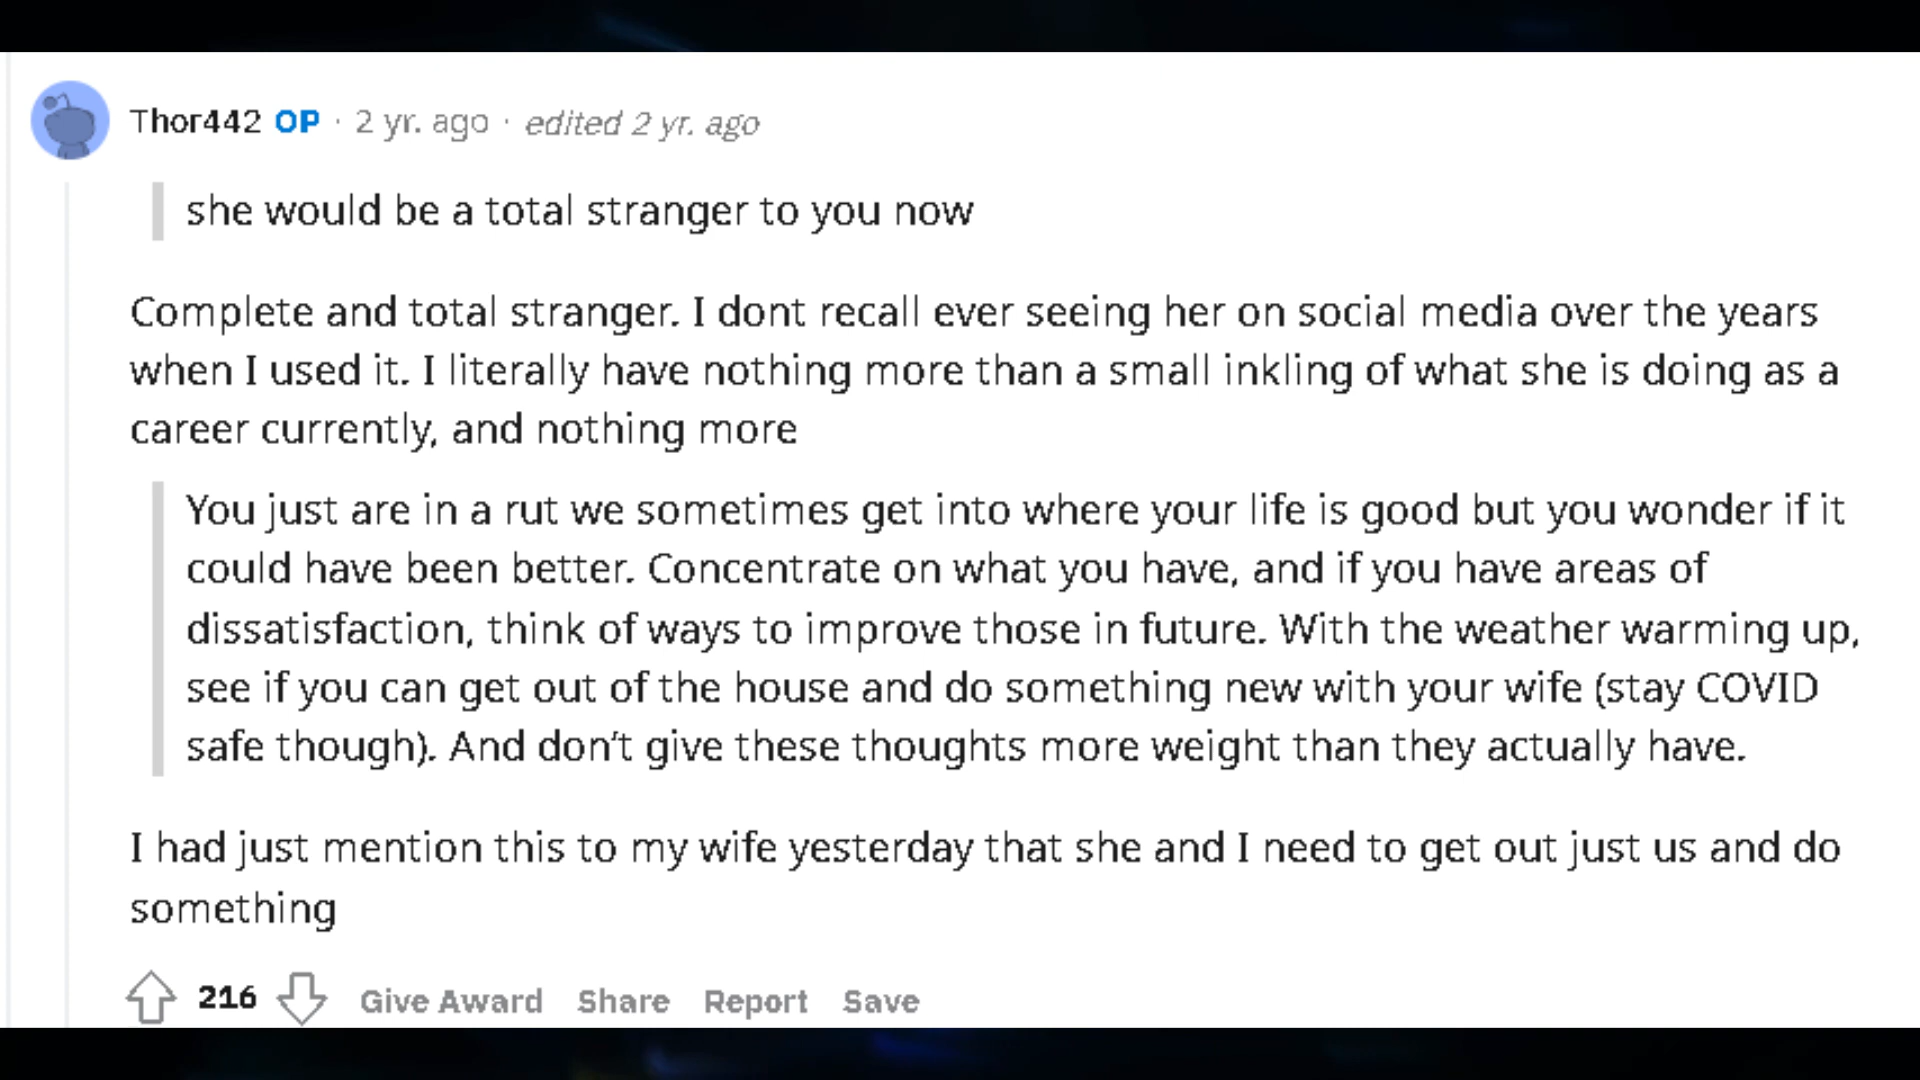 Thor442 OP · 2 yr. ago · edited 2 yr. ago
she would be a total stranger to you now
Complete and total stranger. I dont recall ever seeing her on social media over the years
when I used it. I literally have nothing more than a small inkling of what she is doing as a
career currently, and nothing more
You just are in a rut we sometimes get into where your life is good but you wonder if it
could have been better. Concentrate on what you have, and if you have areas of
dissatisfaction, think of ways to improve those in future. With the weather warming up,
see if you can get out of the house and do something new with your wife (stay COVID
safe though). And don't give these thoughts more weight than they actually have.
I had just mention this to my wife yesterday that she and I need to get out just us and do
something
216 Give Award Share Report Save